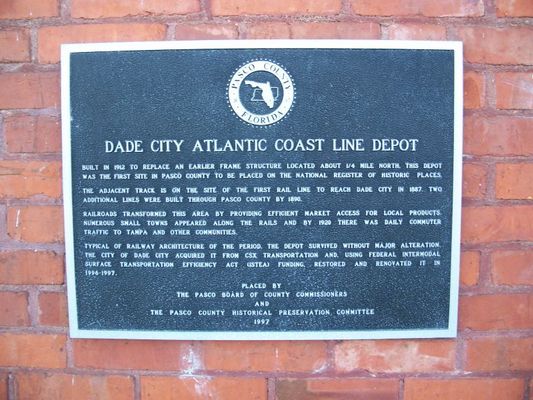 PASCO COUNTY
FLORIDA
DADE CITY ATLANTIC COAST LINE DEPOT
BUILT IN 1912 TO REPLACE AN EARLIER FRAME STRUCTURE LOCATED ABOUT 1/4 MILE NORTH, THIS DEPOT
WAS THE FIRST SITE IN PASCO COUNTY TO BE PLACED ON THE NATIONAL REGISTER OF HISTORIC PLACES.
THE ADJACENT TRACK IS ON THE SITE OF THE FIRST RAIL LINE TO REACH DADE CITY IN 1887. TWO
ADDITIONAL LINES WERE BUILT THROUGH PASCO COUNTY BY 1890.
RAILROADS TRANSFORMED THIS AREA BY PROVIDING EFFICIENT MARKET ACCESS FOR LOCAL PRODUCTS.
NUMEROUS SMALL TOWNS APPEARED ALONG THE RAILS AND BY 1920 THERE WAS DAILY COMMUTER
TRAFFIC TO TAMPA AND OTHER COMMUNITIES.
TYPICAL OF RAILWAY ARCHITECTURE OF THE PERIOD, THE DEPOT SURVIVED WITHOUT MAJOR ALTERATION.
THE CITY OF DADE CITY ACQUIRED IT FROM CSX TRANSPORTATION AND, USING FEDERAL INTERMODAL
SURFACE TRANSPORTATION EFFICIENCY ACT (ISTEA) FUNDING, RESTORED AND RENOVATED IT IN
1996-1997.
PLACED BY
THE PASCO BOARD OF COUNTY COMMISSIONERS
AND
THE PASCO COUNTY HISTORICAL PRESERVATION COMMITTEE
1997